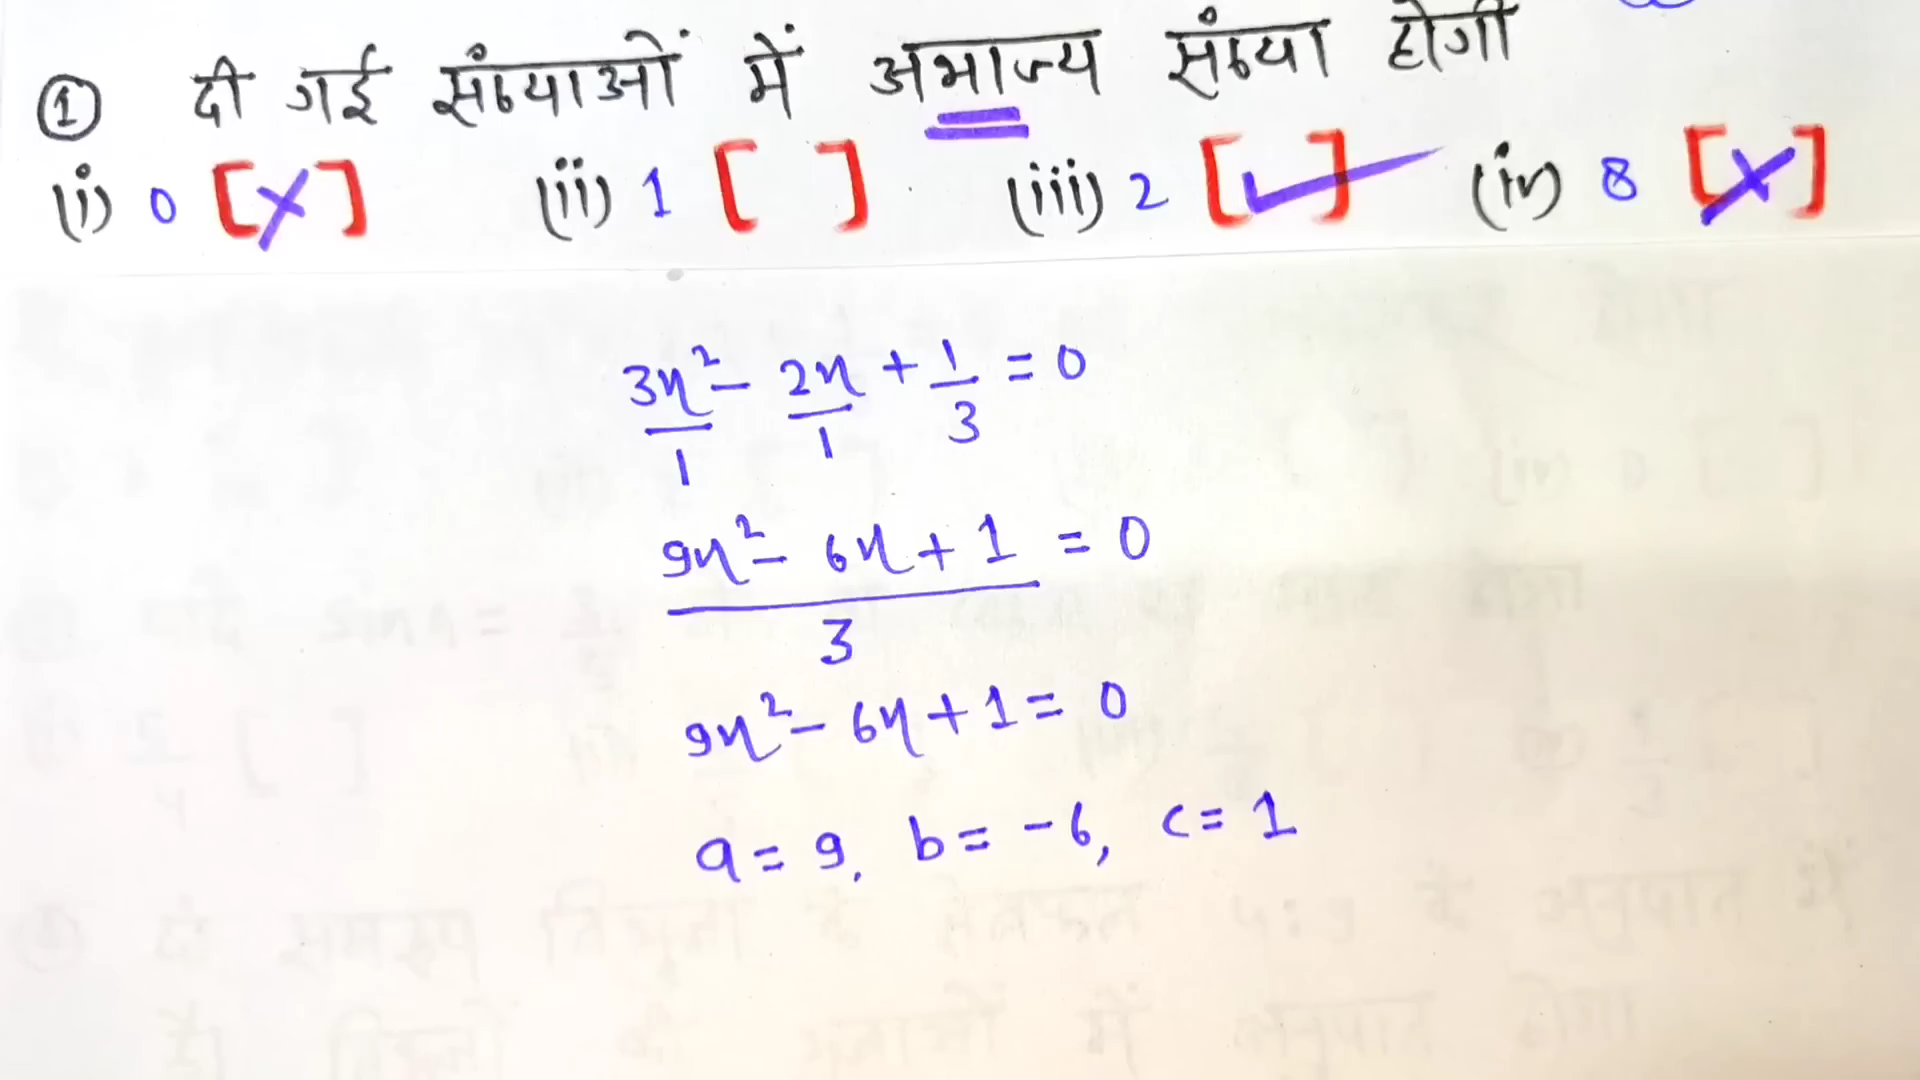 ① दी गई संख्याओं में अभाज्य संख्या होगी
(i) 0 [×] (ii) 1 [ ] (iii) 2 [✓] (iv) 8 [×]
3x²/1 - 2x/1 + 1/3 = 0
9x² - 6x + 1 / 3 = 0
9x² - 6x + 1 = 0
a = 9, b = -6, c = 1